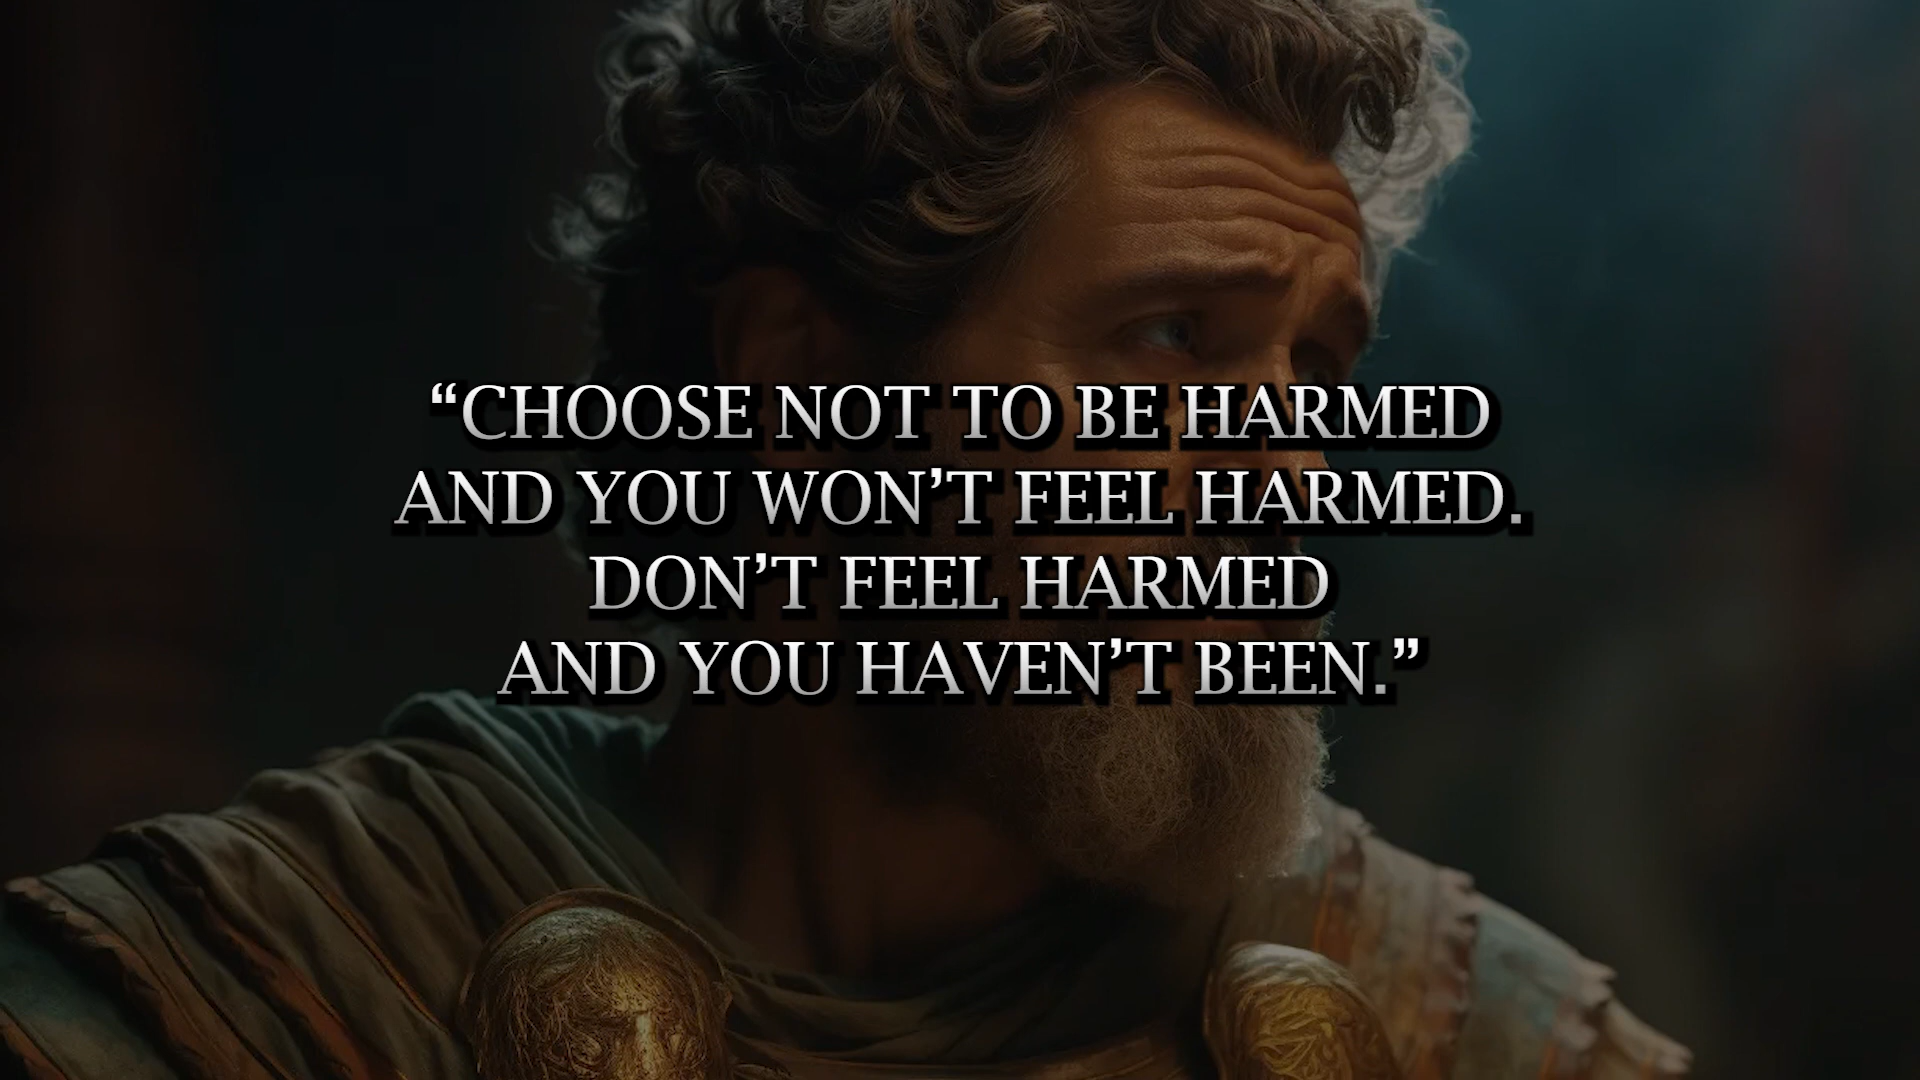 “CHOOSE NOT TO BE HARMED
AND YOU WON’T FEEL HARMED.
DON’T FEEL HARMED
AND YOU HAVEN’T BEEN.”